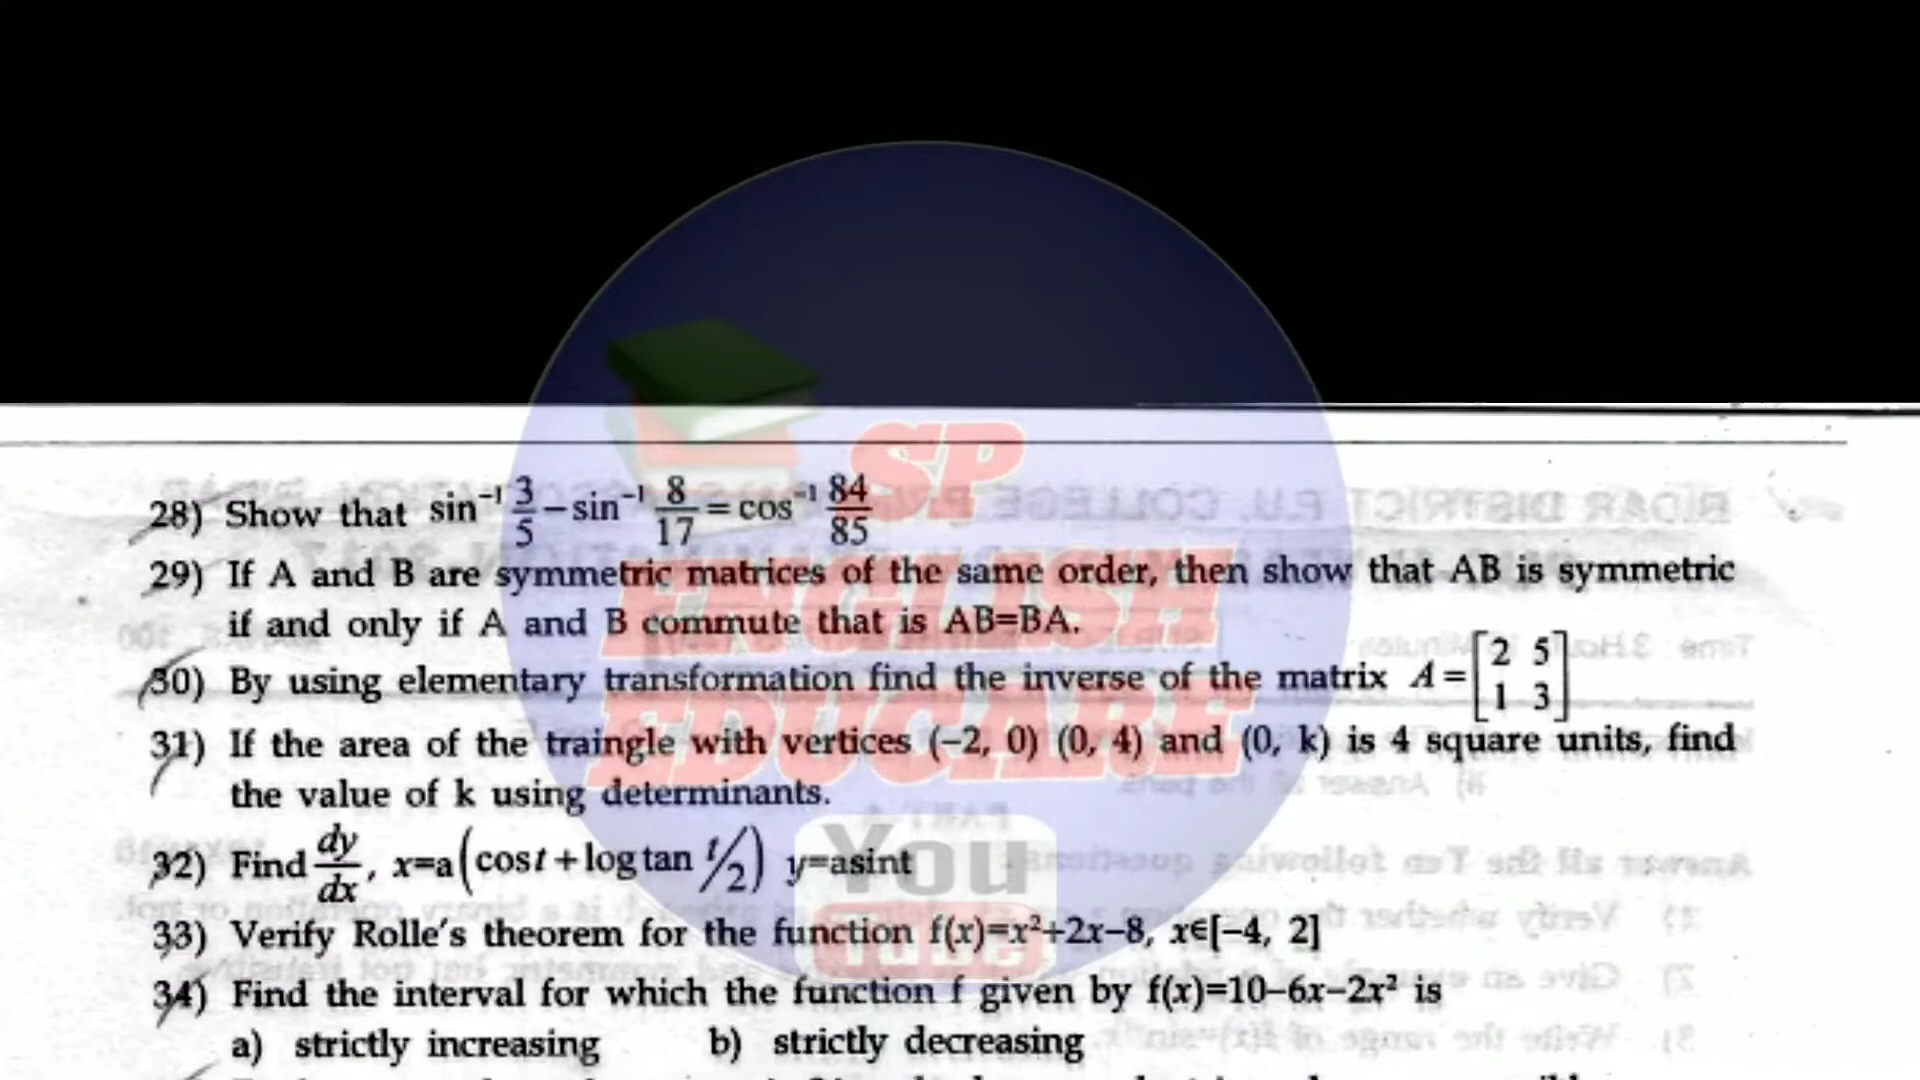 28) Show that sin⁻¹ 3/5 − sin⁻¹ 8/17 = cos⁻¹ 84/85
29) If A and B are symmetric matrices of the same order, then show that AB is symmetric
if and only if A and B commute that is AB=BA.
30) By using elementary transformation find the inverse of the matrix A = [2 5 1 3]
31) If the area of the traingle with vertices (−2, 0) (0, 4) and (0, k) is 4 square units, find
the value of k using determinants.
32) Find dy/dx, x=a(cost + log tan t/2) y=asint
33) Verify Rolle's theorem for the function f(x)=x²+2x−8, x∈[−4, 2]
34) Find the interval for which the function f given by f(x)=10−6x−2x² is
a) strictly increasing b) strictly decreasing
SP
ENGLISH
EDUCARE
You
Tube